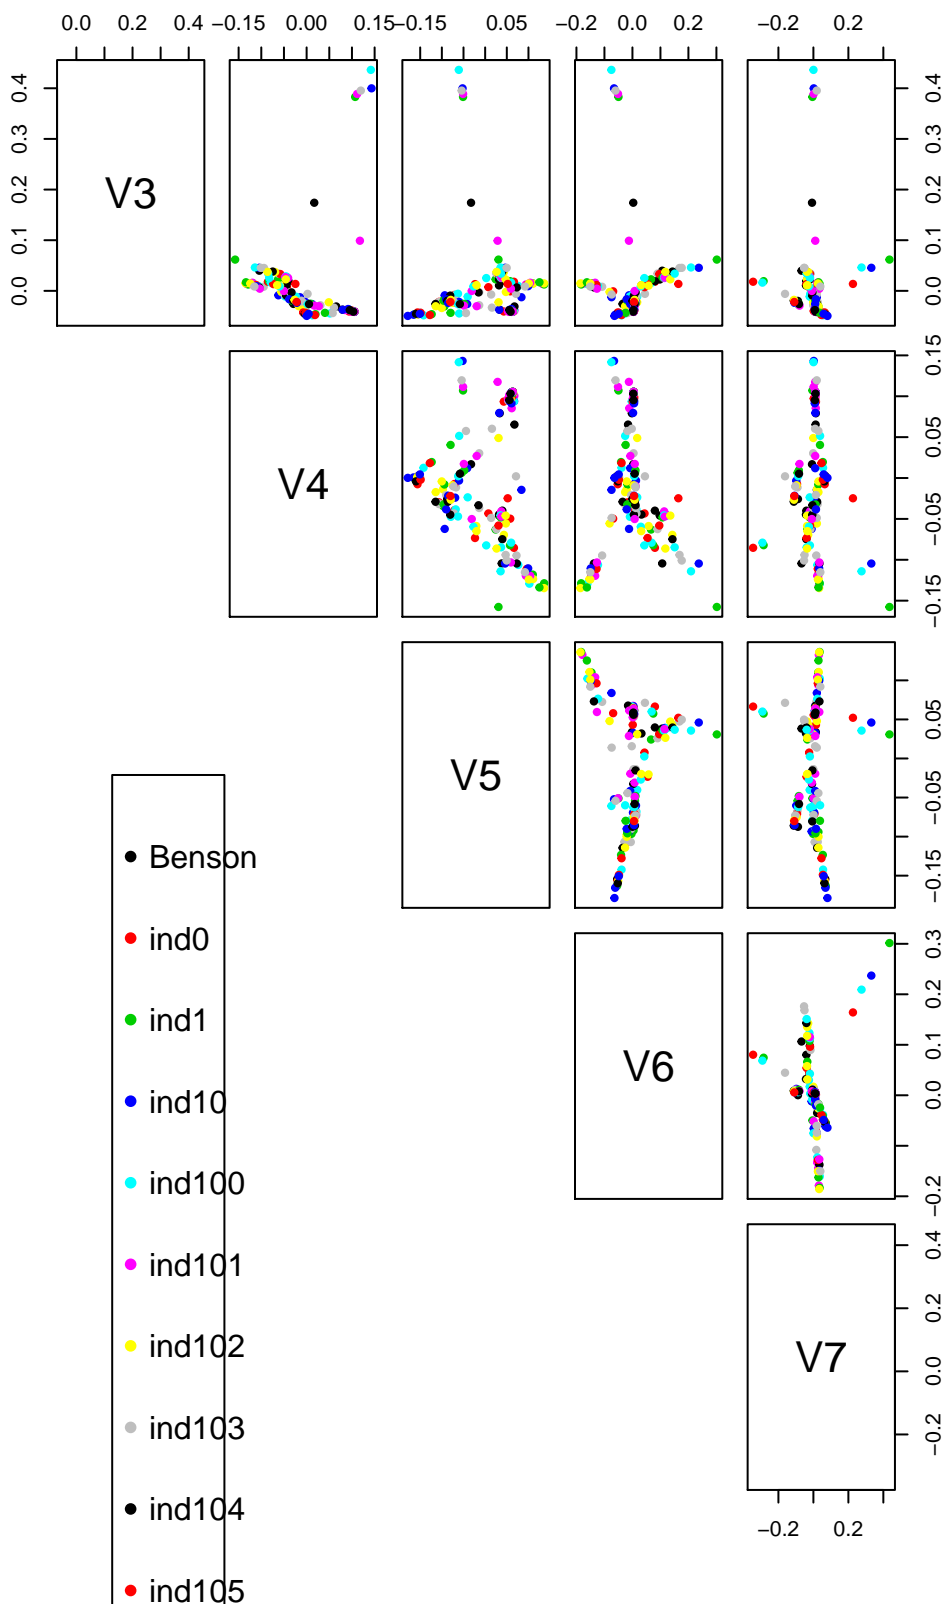 0.0 0.2 0.4 −0.15 0.00 0.15 −0.15 0.05 −0.2 0.0 0.2 −0.2 0.2
0.0 0.1 0.2 0.3 0.4
V3
0.0 0.1 0.2 0.3 0.4
V4
−0.15 −0.05 0.05 0.15
V5
−0.15 −0.05 0.05
V6
−0.2 0.0 0.1 0.2 0.3
V7
−0.2 0.0 0.2 0.4
−0.2 0.2
Benson
ind0
ind1
ind10
ind100
ind101
ind102
ind103
ind104
ind105